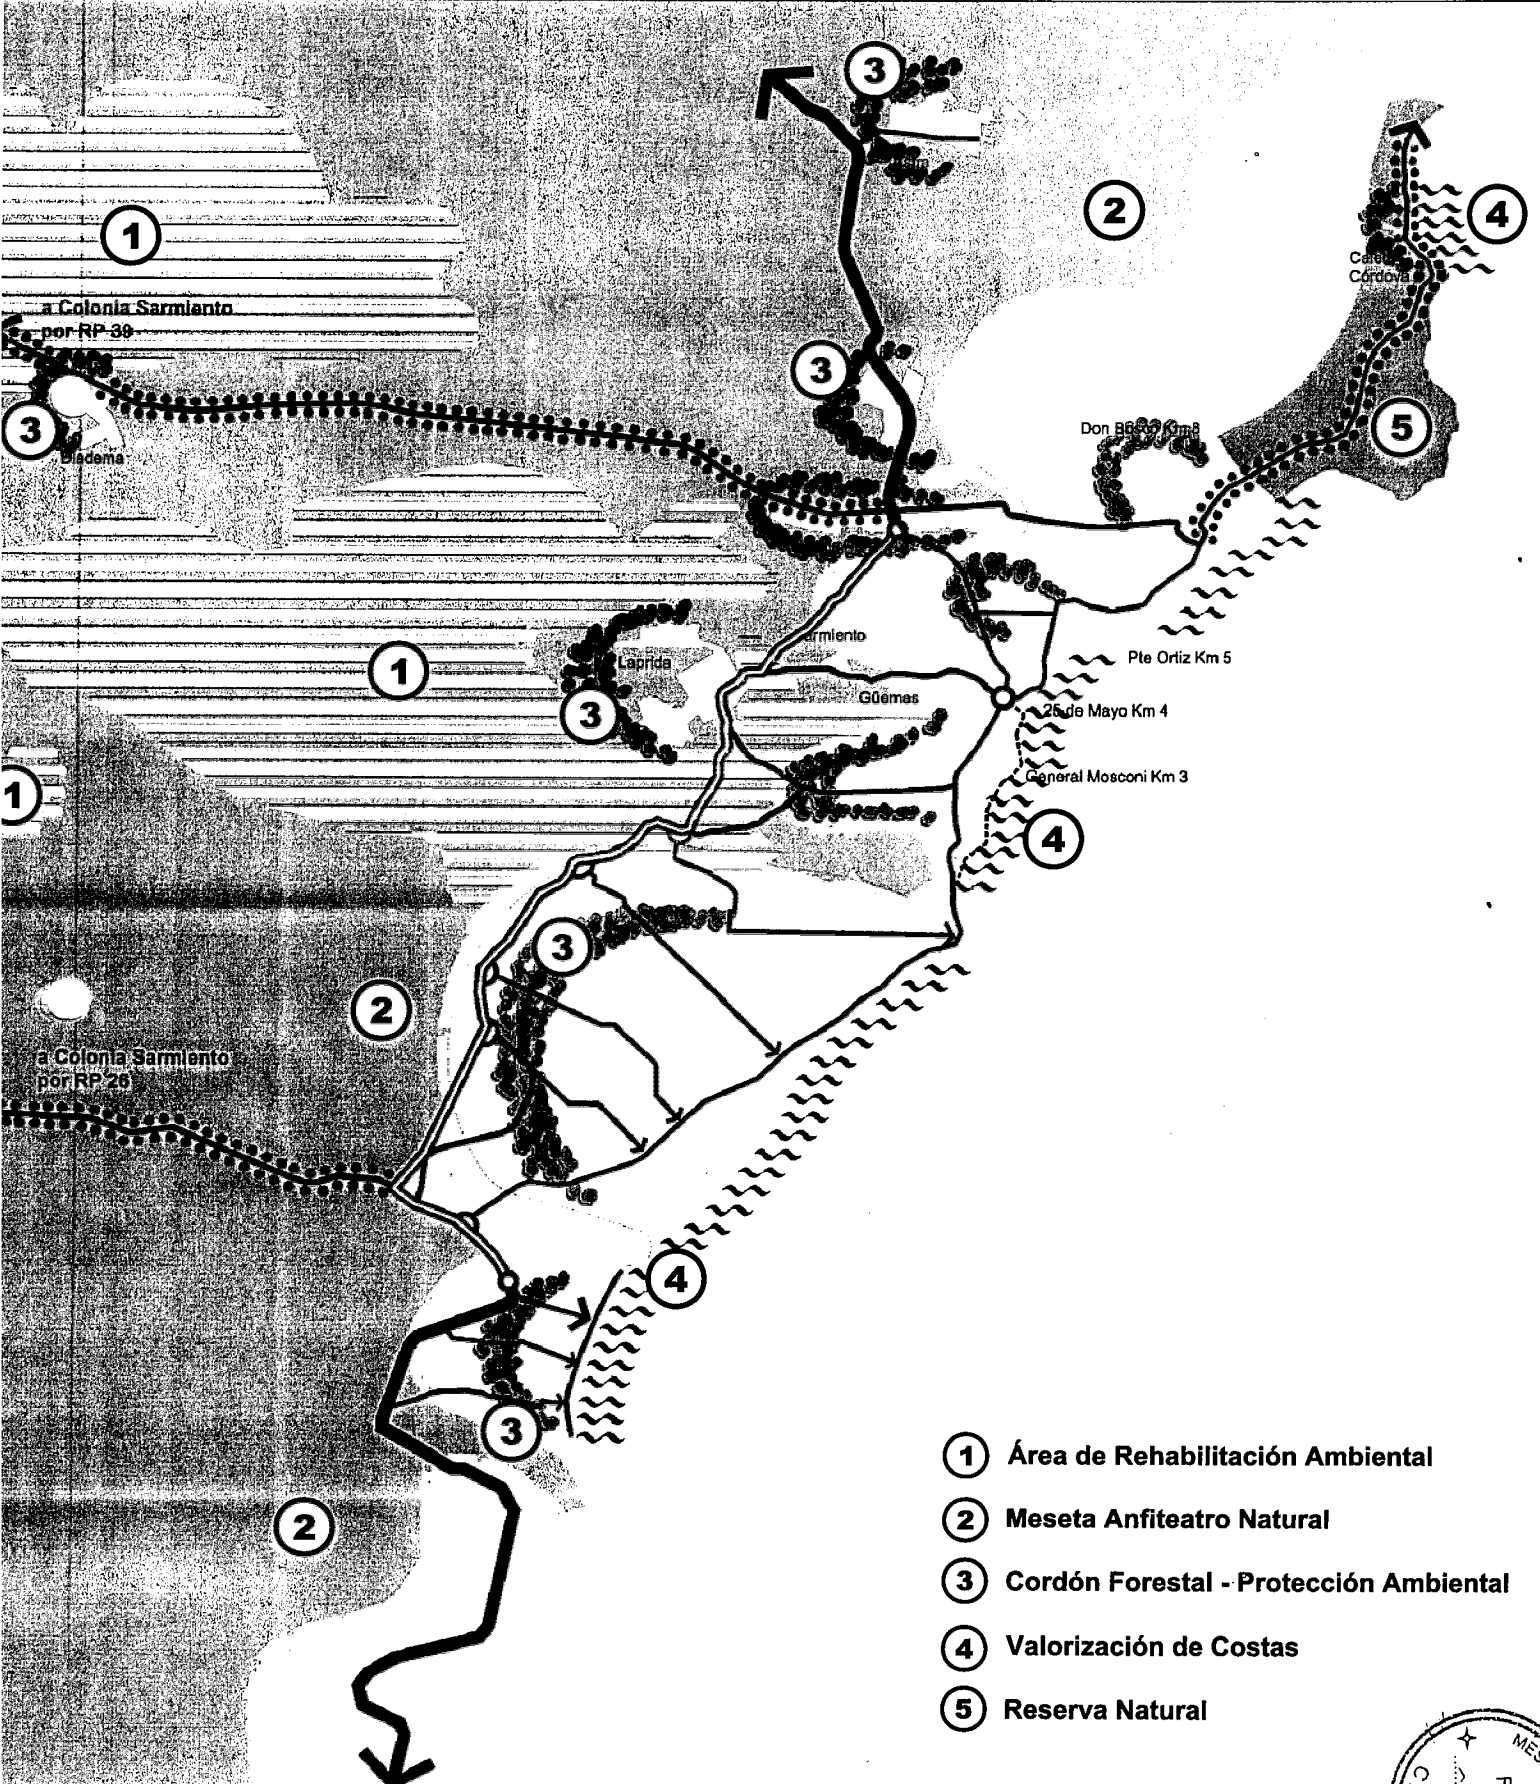 3
1
2
4
Caleta
Córdova
a Colonia Sarmiento
por RP 39
3
3
Diadema
Don Bosco Km 8
5
Sarmiento
1
Laprida
Pte Ortiz Km 5
3
Güemes
25 de Mayo Km 4
General Mosconi Km 3
1
4
3
2
a Colonia Sarmiento
por RP 26
4
3
2
1 Área de Rehabilitación Ambiental
2 Meseta Anfiteatro Natural
3 Cordón Forestal - Protección Ambiental
4 Valorización de Costas
5 Reserva Natural